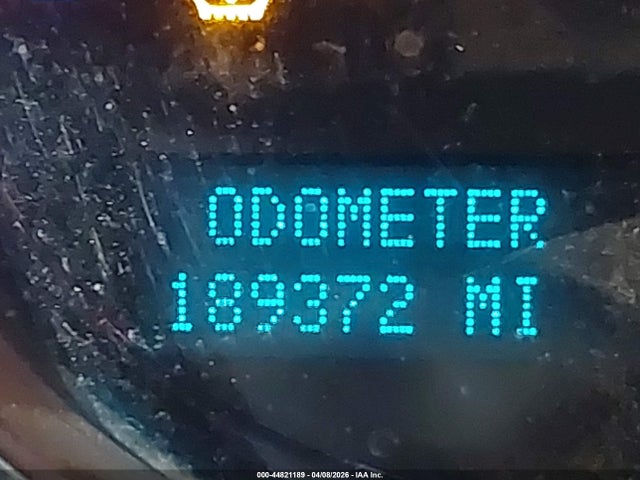 ODOMETER
189372 MI
000-44821189 - 04/08/2026 - IAA Inc.